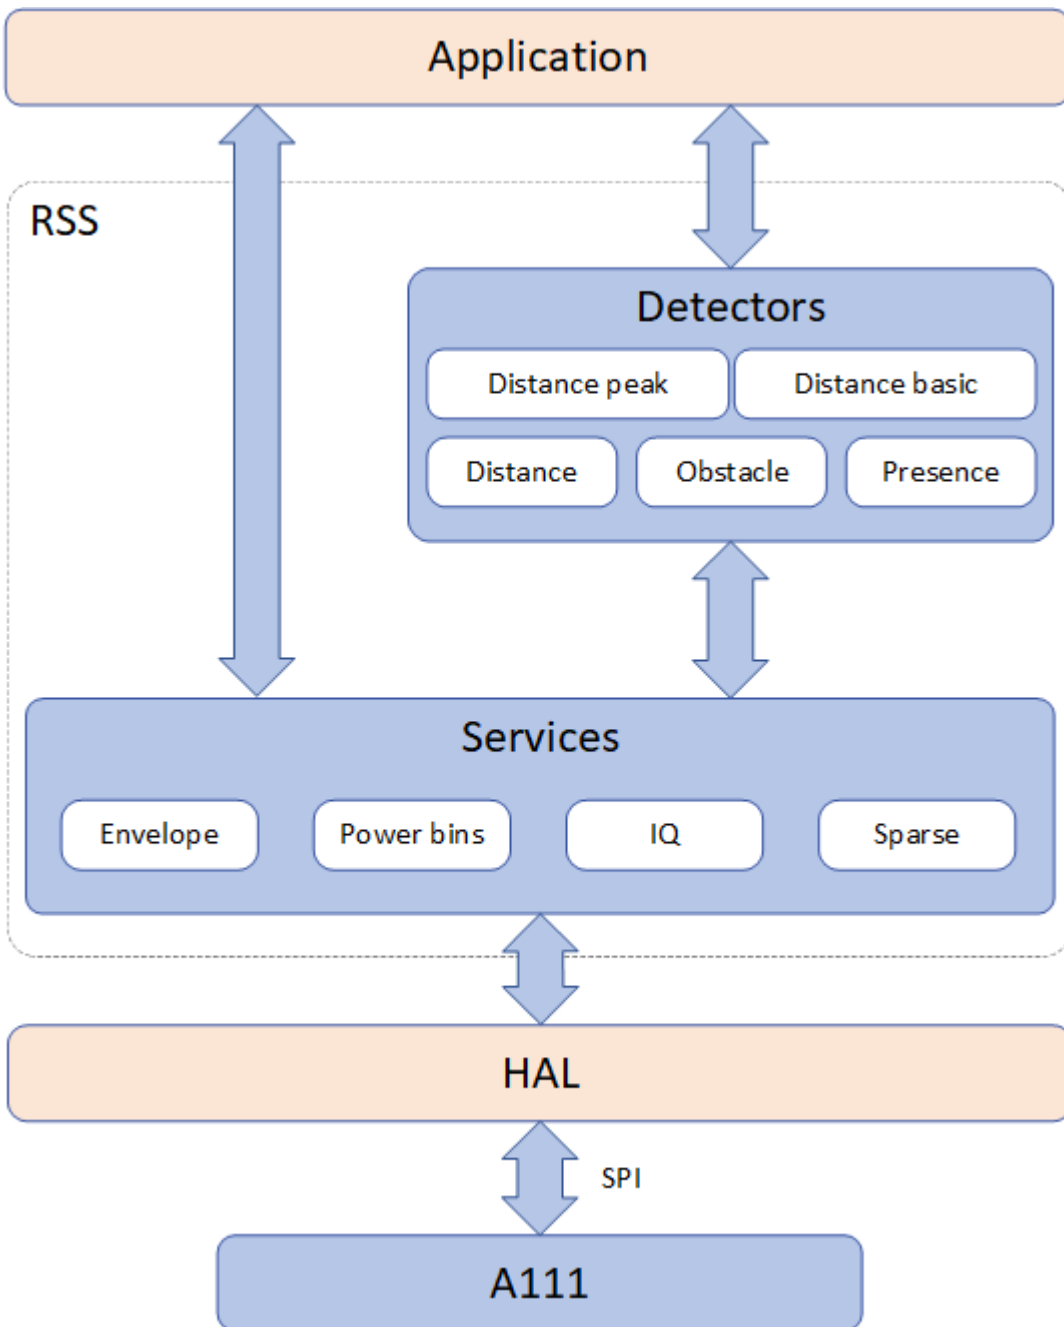 Application
RSS
Detectors
Distance peak
Distance basic
Distance
Obstacle
Presence
Services
Envelope
Power bins
IQ
Sparse
HAL
SPI
A111